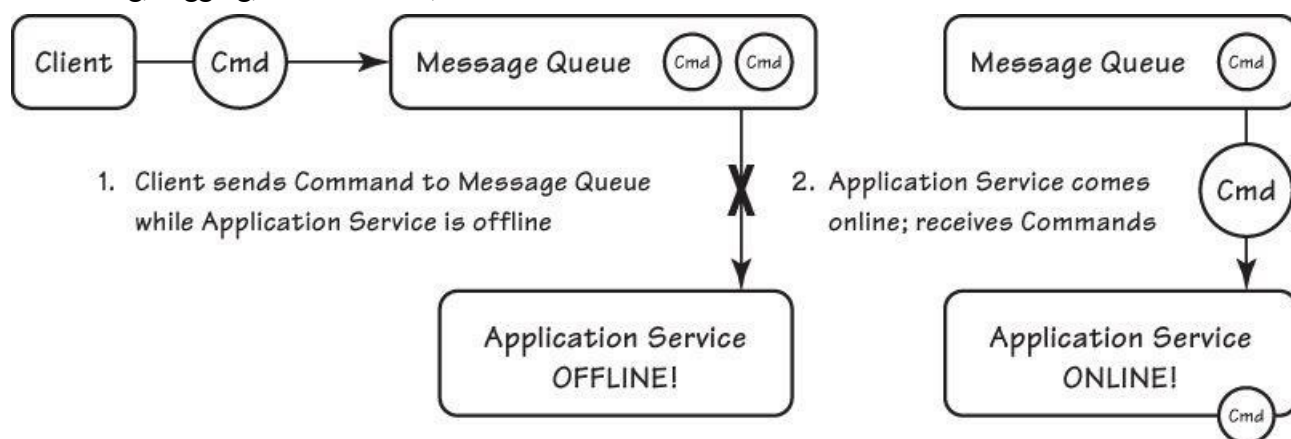 Client
Cmd
Message Queue
Cmd
Cmd
Message Queue
Cmd
1. Client sends Command to Message Queue
while Application Service is offline
X
2. Application Service comes
online; receives Commands
Cmd
Application Service
OFFLINE!
Application Service
ONLINE!
Cmd